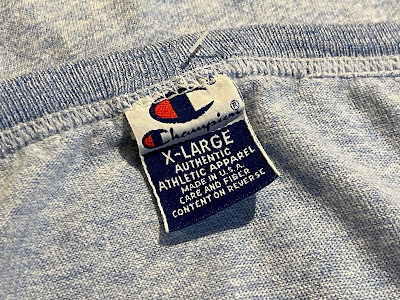 ®
Champion
X-LARGE
AUTHENTIC
ATHLETIC APPAREL
MADE IN U.S.A.
CARE AND FIBER
CONTENT ON REVERSE